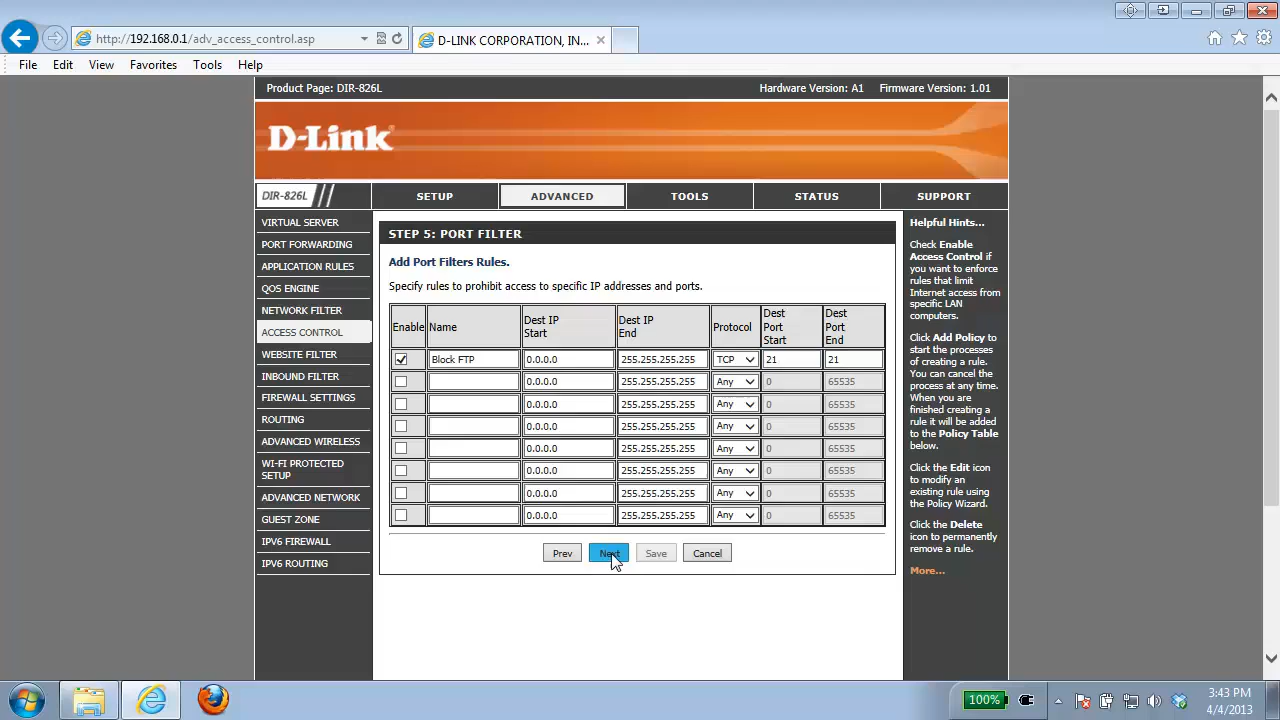 http://192.168.0.1/adv_access_control.asp
D-LINK CORPORATION, IN...
File Edit View Favorites Tools Help
Product Page: DIR-826L
Hardware Version: A1 Firmware Version: 1.01
D-Link
DIR-826L
SETUP
ADVANCED
TOOLS
STATUS
SUPPORT
VIRTUAL SERVER
PORT FORWARDING
APPLICATION RULES
QOS ENGINE
NETWORK FILTER
ACCESS CONTROL
WEBSITE FILTER
INBOUND FILTER
FIREWALL SETTINGS
ROUTING
ADVANCED WIRELESS
WI-FI PROTECTED
SETUP
ADVANCED NETWORK
GUEST ZONE
IPV6 FIREWALL
IPV6 ROUTING
STEP 5: PORT FILTER
Add Port Filters Rules.
Specify rules to prohibit access to specific IP addresses and ports.
Enable
Name
Dest IP
Start
Dest IP
End
Protocol
Dest
Port
Start
Dest
Port
End
Block FTP 0.0.0.0 255.255.255.255 TCP 21 21
0.0.0.0 255.255.255.255 Any 0 65535
0.0.0.0 255.255.255.255 Any 0 65535
0.0.0.0 255.255.255.255 Any 0 65535
0.0.0.0 255.255.255.255 Any 0 65535
0.0.0.0 255.255.255.255 Any 0 65535
0.0.0.0 255.255.255.255 Any 0 65535
0.0.0.0 255.255.255.255 Any 0 65535
Prev Next Save Cancel
Helpful Hints...
Check Enable
Access Control if
you want to enforce
rules that limit
Internet access from
specific LAN
computers.
Click Add Policy to
start the processes
of creating a rule.
You can cancel the
process at any time.
When you are
finished creating a
rule it will be added
to the Policy Table
below.
Click the Edit icon
to modify an
existing rule using
the Policy Wizard.
Click the Delete
icon to permanently
remove a rule.
More...
100%
3:43 PM
4/4/2013